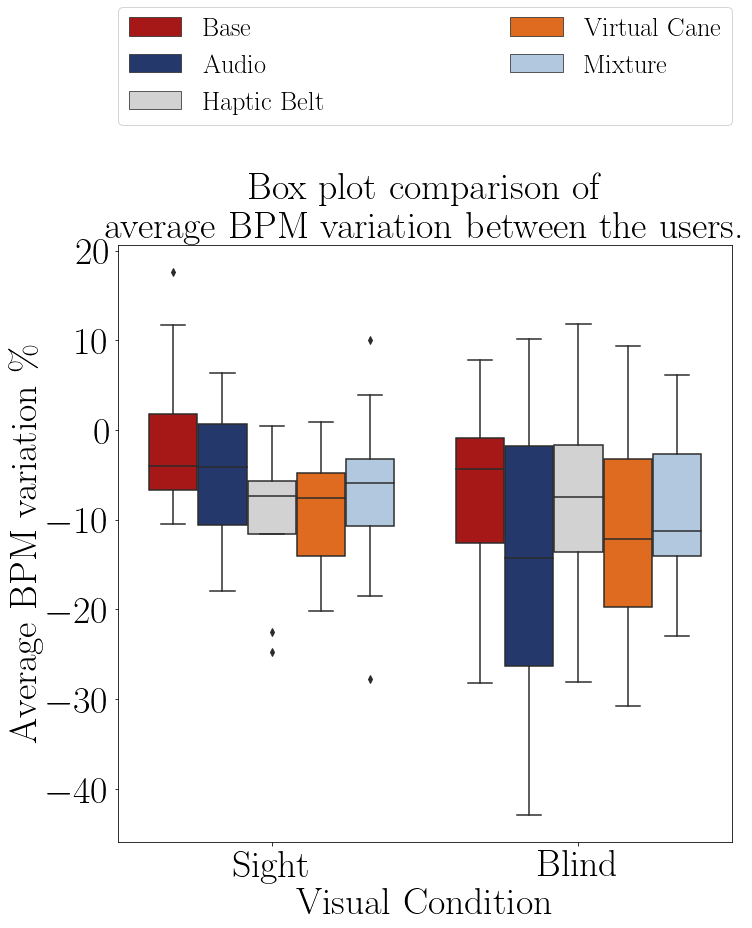 Base
Audio
Haptic Belt
Virtual Cane
Mixture
Box plot comparison of
average BPM variation between the users.
Average BPM variation %
20
10
0
−10
−20
−30
−40
Sight
Blind
Visual Condition